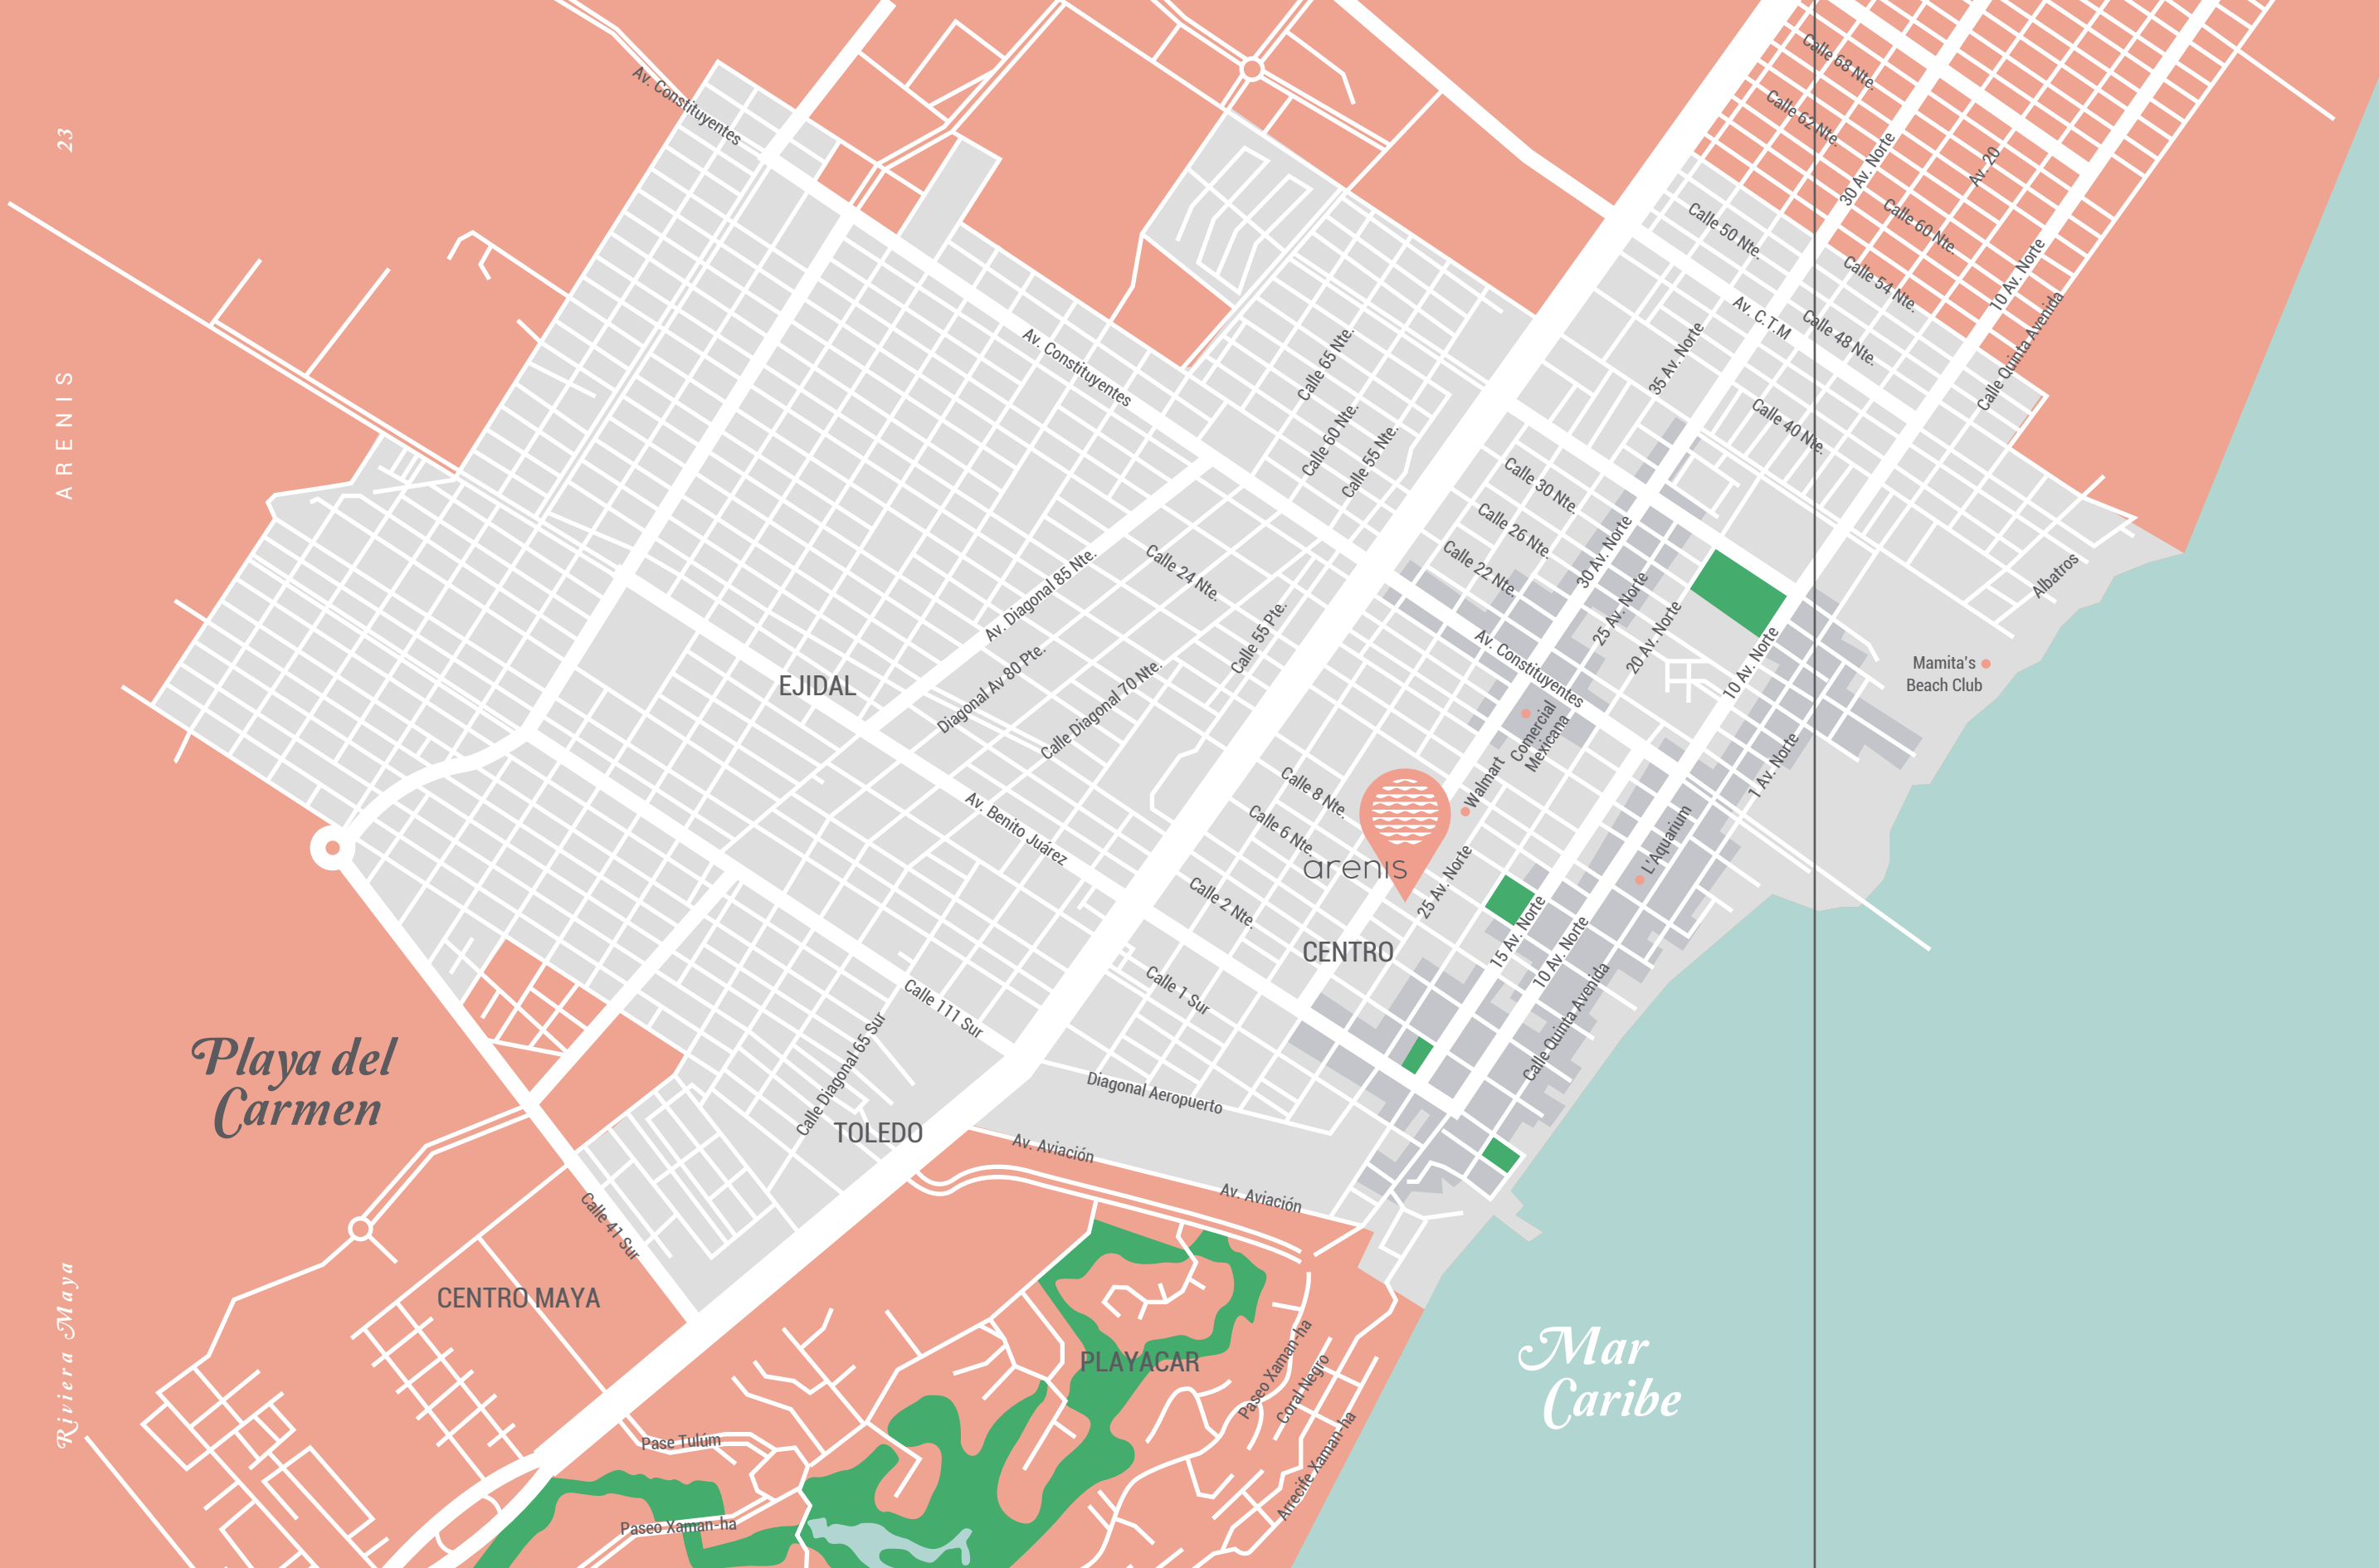 23
ARENIS
Riviera Maya
Playa del
Carmen
Mar
Caribe
Av. Constituyentes
Av. Constituyentes
Av. Constituyentes
Calle 68 Nte.
Calle 62 Nte.
30 Av. Norte
Av. 20
Calle 60 Nte.
Calle 50 Nte.
Calle 54 Nte.
10 Av. Norte
Av. C.T.M
Calle 48 Nte.
Calle Quinta Avenida
35 Av. Norte
Calle 40 Nte.
Calle 65 Nte.
Calle 60 Nte.
Calle 55 Nte.
Calle 30 Nte.
Calle 26 Nte.
Calle 22 Nte.
30 Av. Norte
25 Av. Norte
20 Av. Norte
10 Av. Norte
Albatros
Mamita's
Beach Club
1 Av. Norte
Av. Diagonal 85 Nte.
Calle 24 Nte.
Diagonal Av 80 Pte.
Calle Diagonal 70 Nte.
Calle 55 Pte.
EJIDAL
Comercial
Mexicana
Walmart
L'Aquarium
Calle 8 Nte.
Calle 6 Nte.
arenis
25 Av. Norte
Av. Benito Juárez
Calle 2 Nte.
CENTRO
15 Av. Norte
10 Av. Norte
Calle Quinta Avenida
Calle 1 Sur
Calle 111 Sur
Calle Diagonal 65 Sur
Diagonal Aeropuerto
TOLEDO
Av. Aviación
Av. Aviación
Calle 41 Sur
CENTRO MAYA
PLAYACAR
Paseo Xaman-ha
Coral Negro
Arrecife Xaman-ha
Pase Tulúm
Paseo Xaman-ha